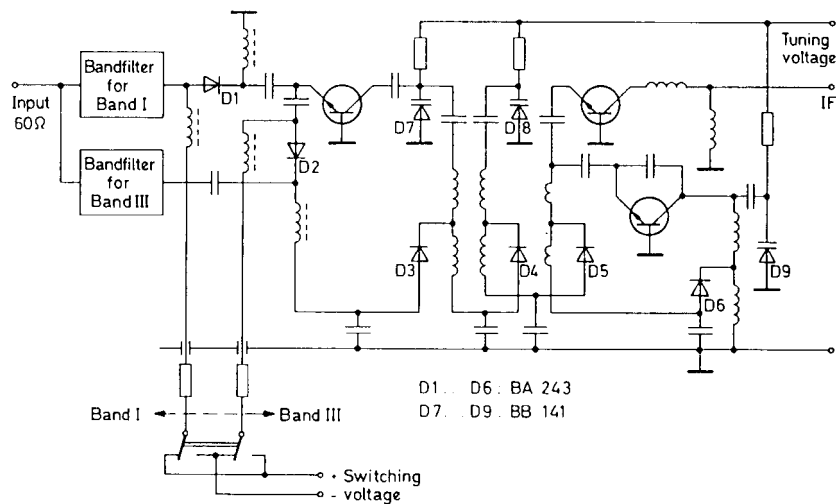 Tuning
voltage
IF
Input
60Ω
Bandfilter
for
Band I
Bandfilter
for
Band III
D1
D2
D7
D8
D3
D4
D5
D6
D9
D1... D6: BA 243
D7... D9: BB 141
Band I
Band III
+ Switching
- voltage